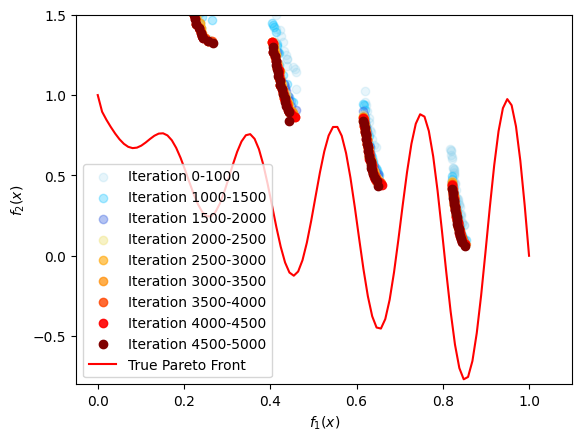 1.5
1.0
0.5
0.0
−0.5
f₂(x)
Iteration 0-1000
Iteration 1000-1500
Iteration 1500-2000
Iteration 2000-2500
Iteration 2500-3000
Iteration 3000-3500
Iteration 3500-4000
Iteration 4000-4500
Iteration 4500-5000
True Pareto Front
0.0 0.2 0.4 0.6 0.8 1.0
f₁(x)